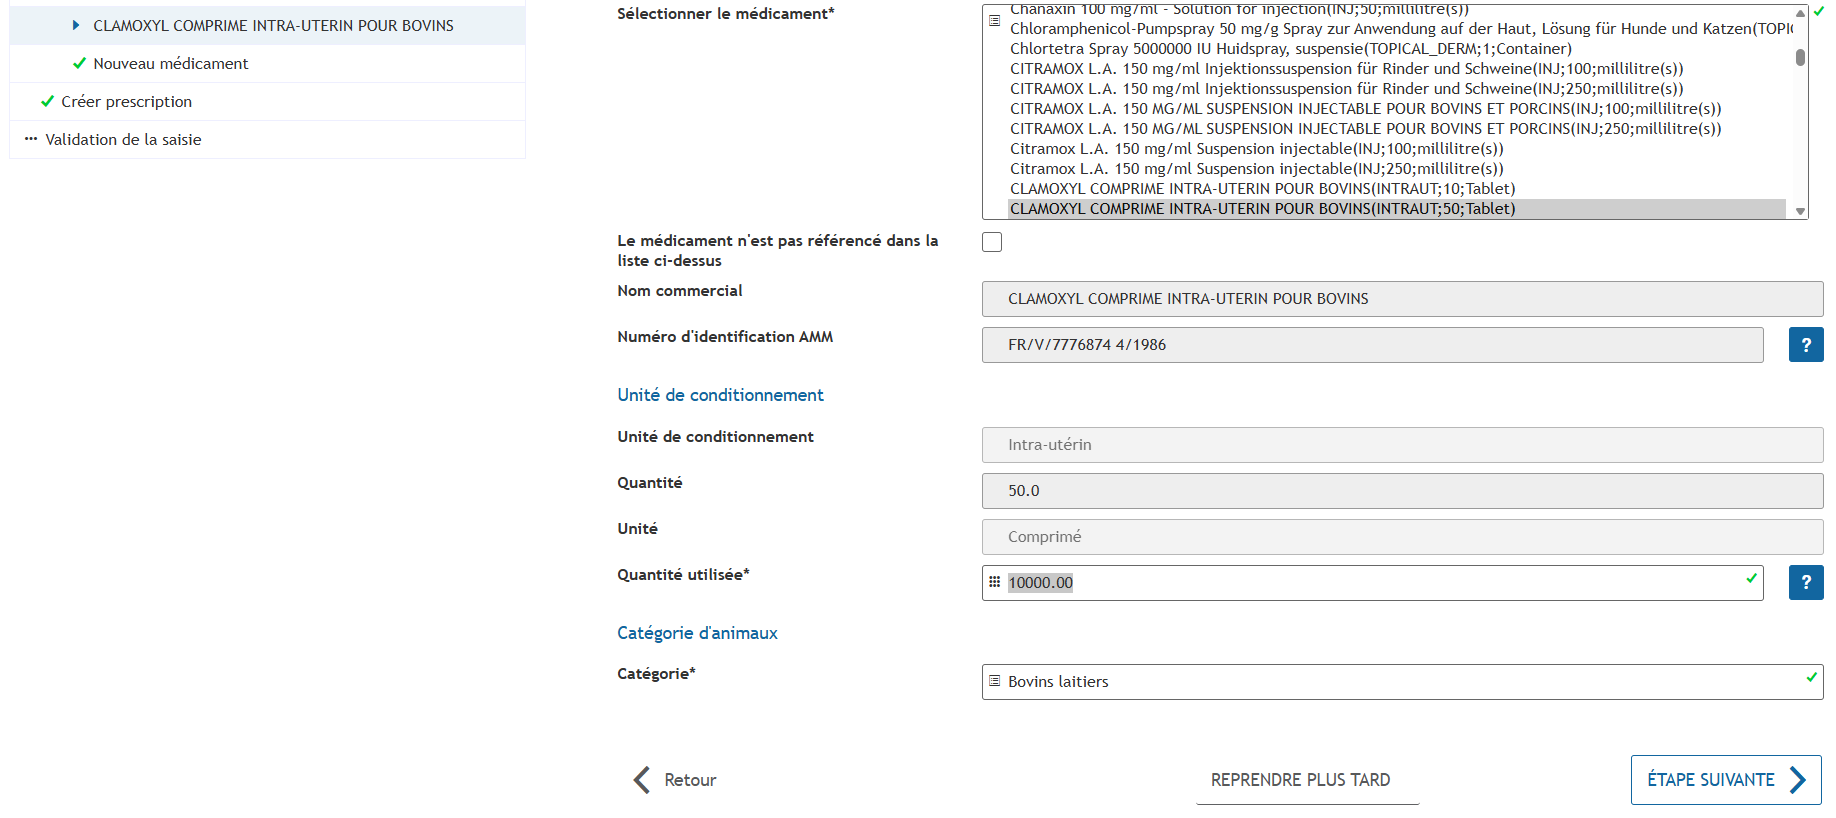 CLAMOXYL COMPRIME INTRA-UTERIN POUR BOVINS
Nouveau médicament
Créer prescription
Validation de la saisie
Sélectionner le médicament*
Chanaxin 100 mg/ml - Solution for injection(INJ;50;millilitre(s))
Chloramphenicol-Pumpspray 50 mg/g Spray zur Anwendung auf der Haut, Lösung für Hunde und Katzen(TOPI
Chlortetra Spray 5000000 IU Huidspray, suspensie(TOPICAL_DERM;1;Container)
CITRAMOX L.A. 150 mg/ml Injektionssuspension für Rinder und Schweine(INJ;100;millilitre(s))
CITRAMOX L.A. 150 mg/ml Injektionssuspension für Rinder und Schweine(INJ;250;millilitre(s))
CITRAMOX L.A. 150 MG/ML SUSPENSION INJECTABLE POUR BOVINS ET PORCINS(INJ;100;millilitre(s))
CITRAMOX L.A. 150 MG/ML SUSPENSION INJECTABLE POUR BOVINS ET PORCINS(INJ;250;millilitre(s))
Citramox L.A. 150 mg/ml Suspension injectable(INJ;100;millilitre(s))
Citramox L.A. 150 mg/ml Suspension injectable(INJ;250;millilitre(s))
CLAMOXYL COMPRIME INTRA-UTERIN POUR BOVINS(INTRAUT;10;Tablet)
CLAMOXYL COMPRIME INTRA-UTERIN POUR BOVINS(INTRAUT;50;Tablet)
Le médicament n'est pas référencé dans la
liste ci-dessus
Nom commercial
CLAMOXYL COMPRIME INTRA-UTERIN POUR BOVINS
Numéro d'identification AMM
FR/V/7776874 4/1986
?
Unité de conditionnement
Unité de conditionnement
Intra-utérin
Quantité
50.0
Unité
Comprimé
Quantité utilisée*
10000.00
?
Catégorie d'animaux
Catégorie*
Bovins laitiers
Retour
REPRENDRE PLUS TARD
ÉTAPE SUIVANTE